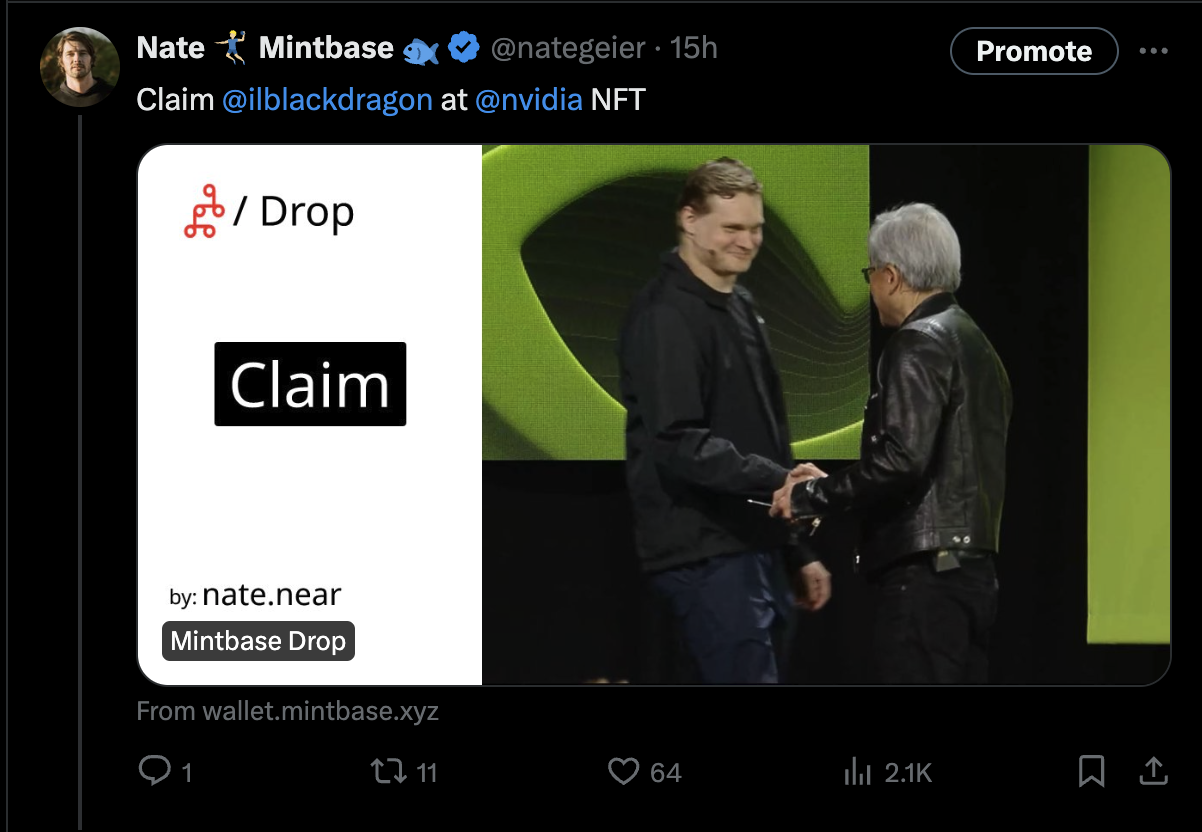 Nate 🤾 Mintbase 🐟 @nategeier · 15h
Promote
Claim @ilblackdragon at @nvidia NFT
/ Drop
Claim
by: nate.near
Mintbase Drop
From wallet.mintbase.xyz
1 11 64 2.1K